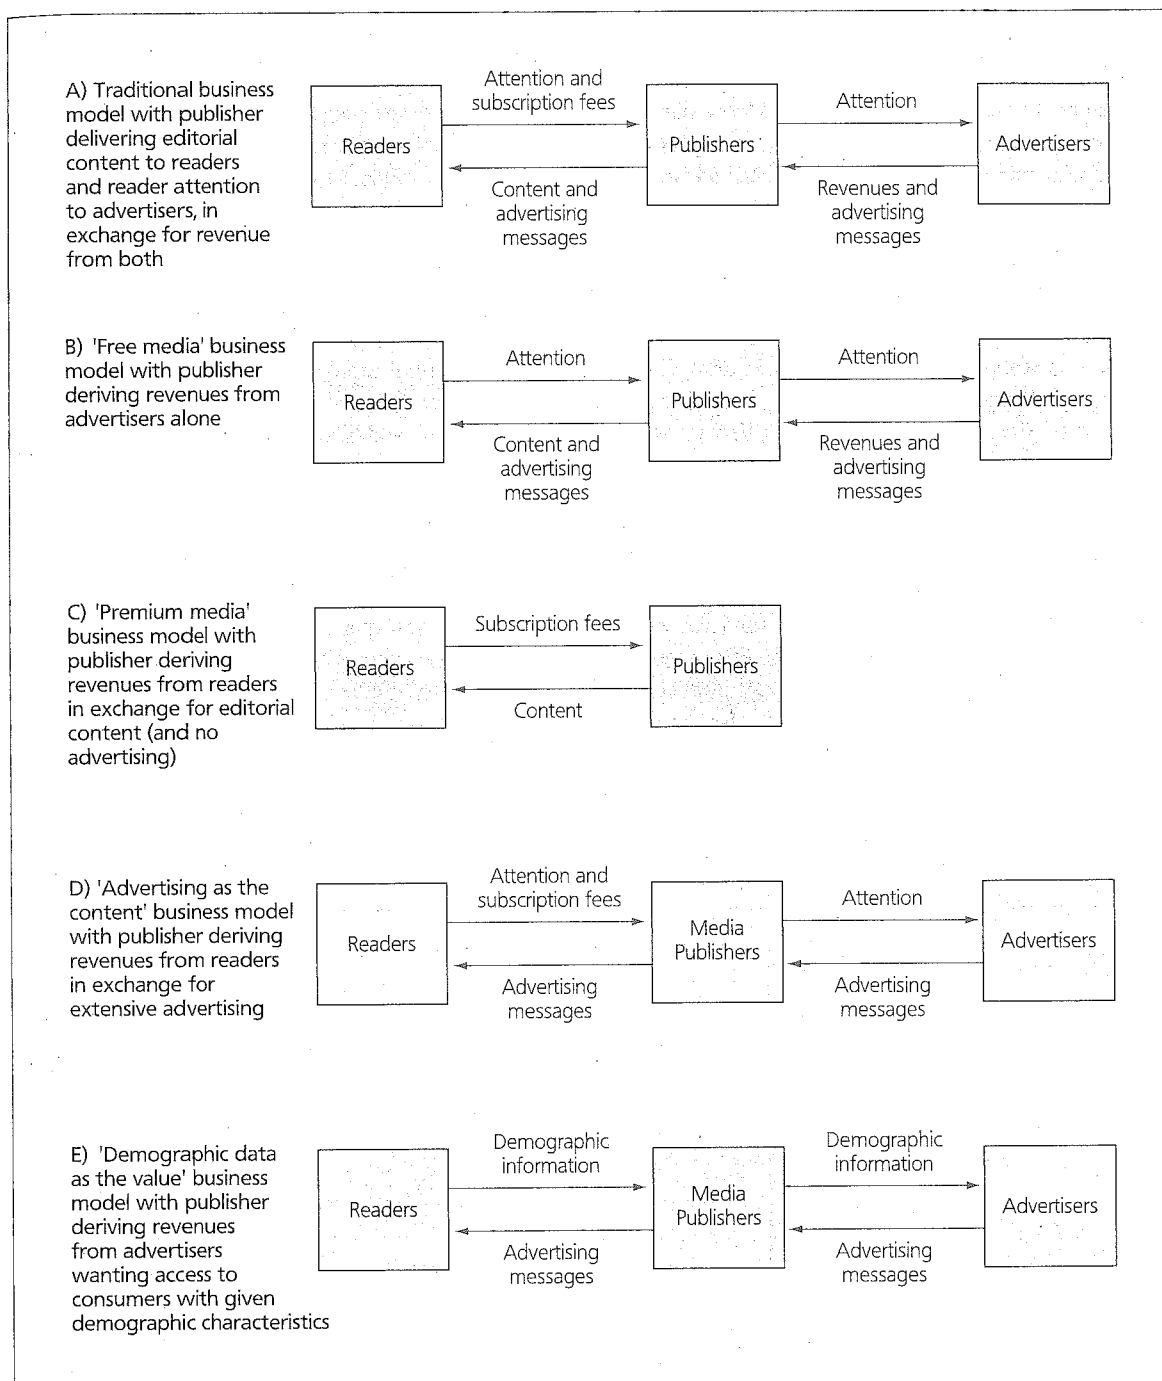 A) Traditional business
model with publisher
delivering editorial
content to readers
and reader attention
to advertisers, in
exchange for revenue
from both
Attention and
subscription fees
Attention
Readers
Publishers
Advertisers
Content and
advertising
messages
Revenues and
advertising
messages
B) 'Free media' business
model with publisher
deriving revenues from
advertisers alone
Attention
Attention
Readers
Publishers
Advertisers
Content and
advertising
messages
Revenues and
advertising
messages
C) 'Premium media'
business model with
publisher deriving
revenues from readers
in exchange for editorial
content (and no
advertising)
Subscription fees
Readers
Publishers
Content
D) 'Advertising as the
content' business model
with publisher deriving
revenues from readers
in exchange for
extensive advertising
Attention and
subscription fees
Attention
Readers
Media
Publishers
Advertisers
Advertising
messages
Advertising
messages
E) 'Demographic data
as the value' business
model with publisher
deriving revenues
from advertisers
wanting access to
consumers with given
demographic characteristics
Demographic
information
Demographic
information
Readers
Media
Publishers
Advertisers
Advertising
messages
Advertising
messages